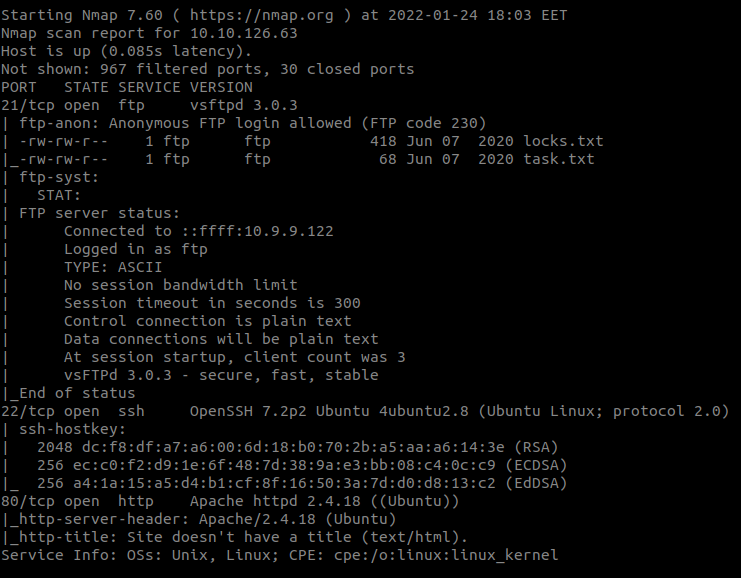 Starting Nmap 7.60 ( https://nmap.org ) at 2022-01-24 18:03 EET
Nmap scan report for 10.10.126.63
Host is up (0.085s latency).
Not shown: 967 filtered ports, 30 closed ports
PORT   STATE SERVICE VERSION
21/tcp open  ftp     vsftpd 3.0.3
| ftp-anon: Anonymous FTP login allowed (FTP code 230)
| -rw-rw-r--    1 ftp      ftp           418 Jun 07  2020 locks.txt
|_-rw-rw-r--    1 ftp      ftp            68 Jun 07  2020 task.txt
| ftp-syst:
|   STAT:
| FTP server status:
|      Connected to ::ffff:10.9.9.122
|      Logged in as ftp
|      TYPE: ASCII
|      No session bandwidth limit
|      Session timeout in seconds is 300
|      Control connection is plain text
|      Data connections will be plain text
|      At session startup, client count was 3
|      vsFTPd 3.0.3 - secure, fast, stable
|_End of status
22/tcp open  ssh     OpenSSH 7.2p2 Ubuntu 4ubuntu2.8 (Ubuntu Linux; protocol 2.0)
| ssh-hostkey:
|   2048 dc:f8:df:a7:a6:00:6d:18:b0:70:2b:a5:aa:a6:14:3e (RSA)
|   256 ec:c0:f2:d9:1e:6f:48:7d:38:9a:e3:bb:08:c4:0c:c9 (ECDSA)
|_  256 a4:1a:15:a5:d4:b1:cf:8f:16:50:3a:7d:d0:d8:13:c2 (EdDSA)
80/tcp open  http    Apache httpd 2.4.18 ((Ubuntu))
|_http-server-header: Apache/2.4.18 (Ubuntu)
|_http-title: Site doesn't have a title (text/html).
Service Info: OSs: Unix, Linux; CPE: cpe:/o:linux:linux_kernel